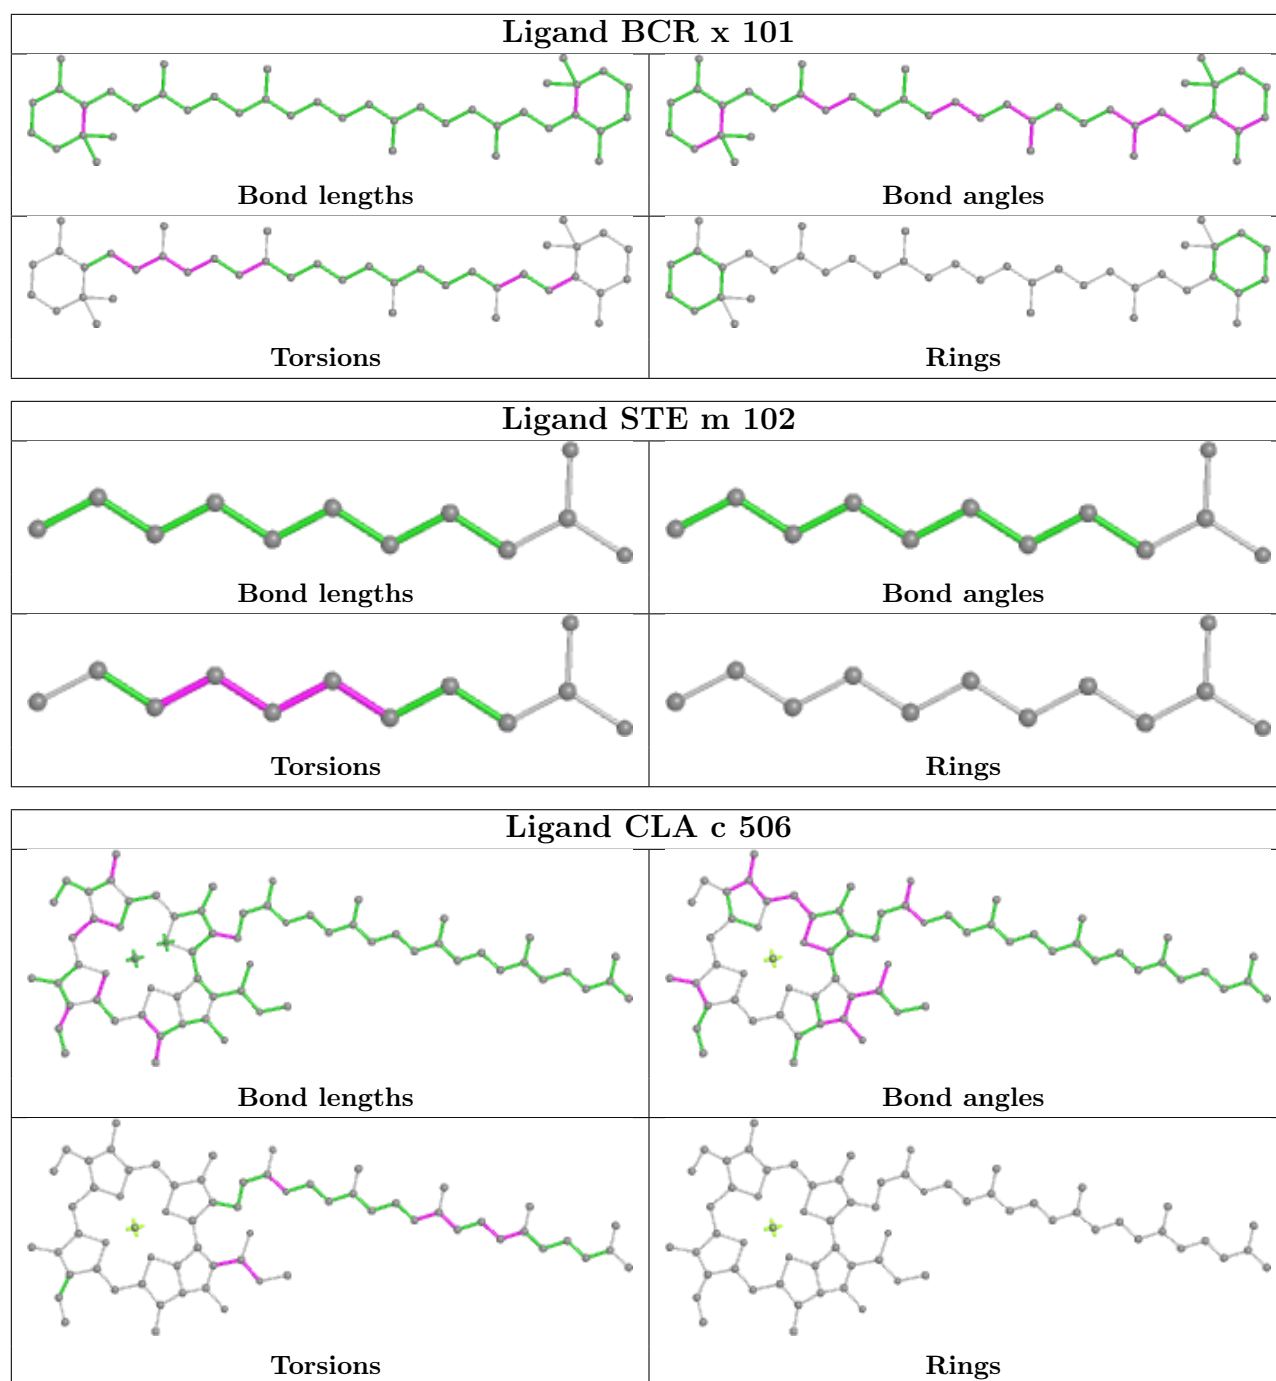 Ligand BCR x 101
Bond lengths
Bond angles
Torsions
Rings
Ligand STE m 102
Bond lengths
Bond angles
Torsions
Rings
Ligand CLA c 506
Bond lengths
Bond angles
Torsions
Rings